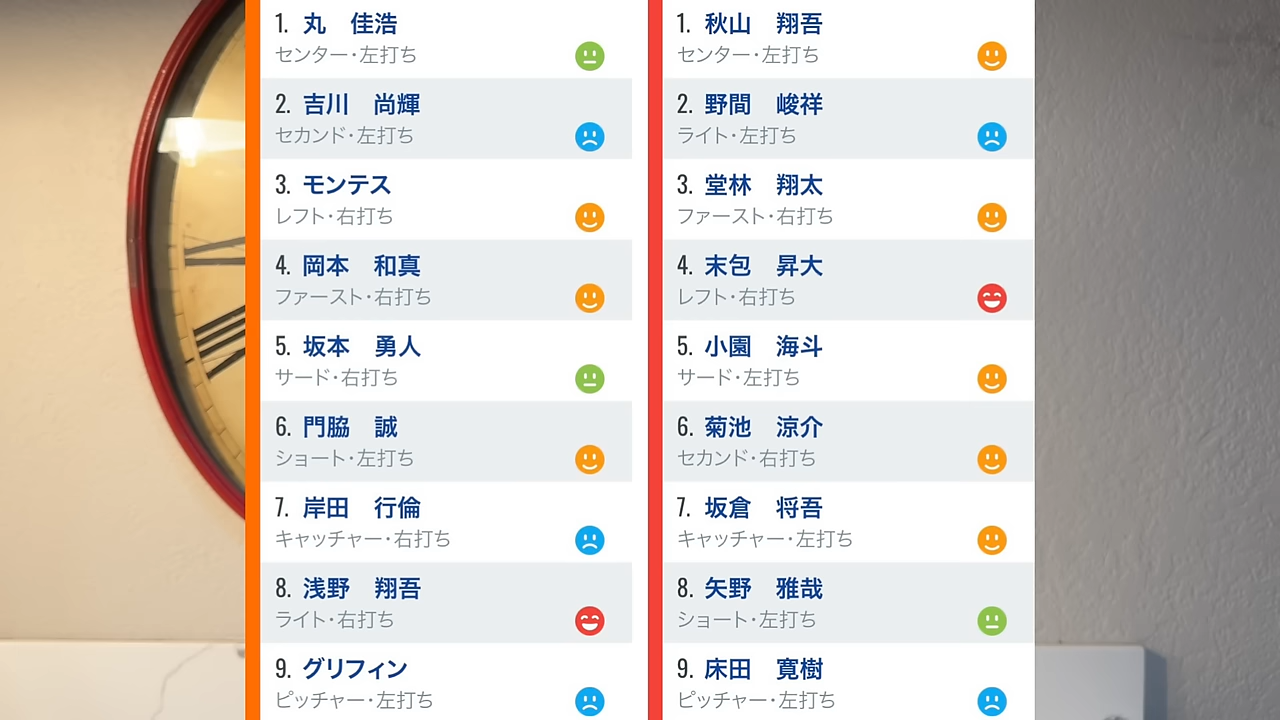 1. 丸　佳浩
センター・左打ち
2. 吉川　尚輝
セカンド・左打ち
3. モンテス
レフト・右打ち
4. 岡本　和真
ファースト・右打ち
5. 坂本　勇人
サード・右打ち
6. 門脇　誠
ショート・左打ち
7. 岸田　行倫
キャッチャー・右打ち
8. 浅野　翔吾
ライト・右打ち
9. グリフィン
ピッチャー・左打ち
1. 秋山　翔吾
センター・左打ち
2. 野間　峻祥
ライト・左打ち
3. 堂林　翔太
ファースト・右打ち
4. 末包　昇大
レフト・右打ち
5. 小園　海斗
サード・左打ち
6. 菊池　涼介
セカンド・右打ち
7. 坂倉　将吾
キャッチャー・左打ち
8. 矢野　雅哉
ショート・左打ち
9. 床田　寛樹
ピッチャー・左打ち